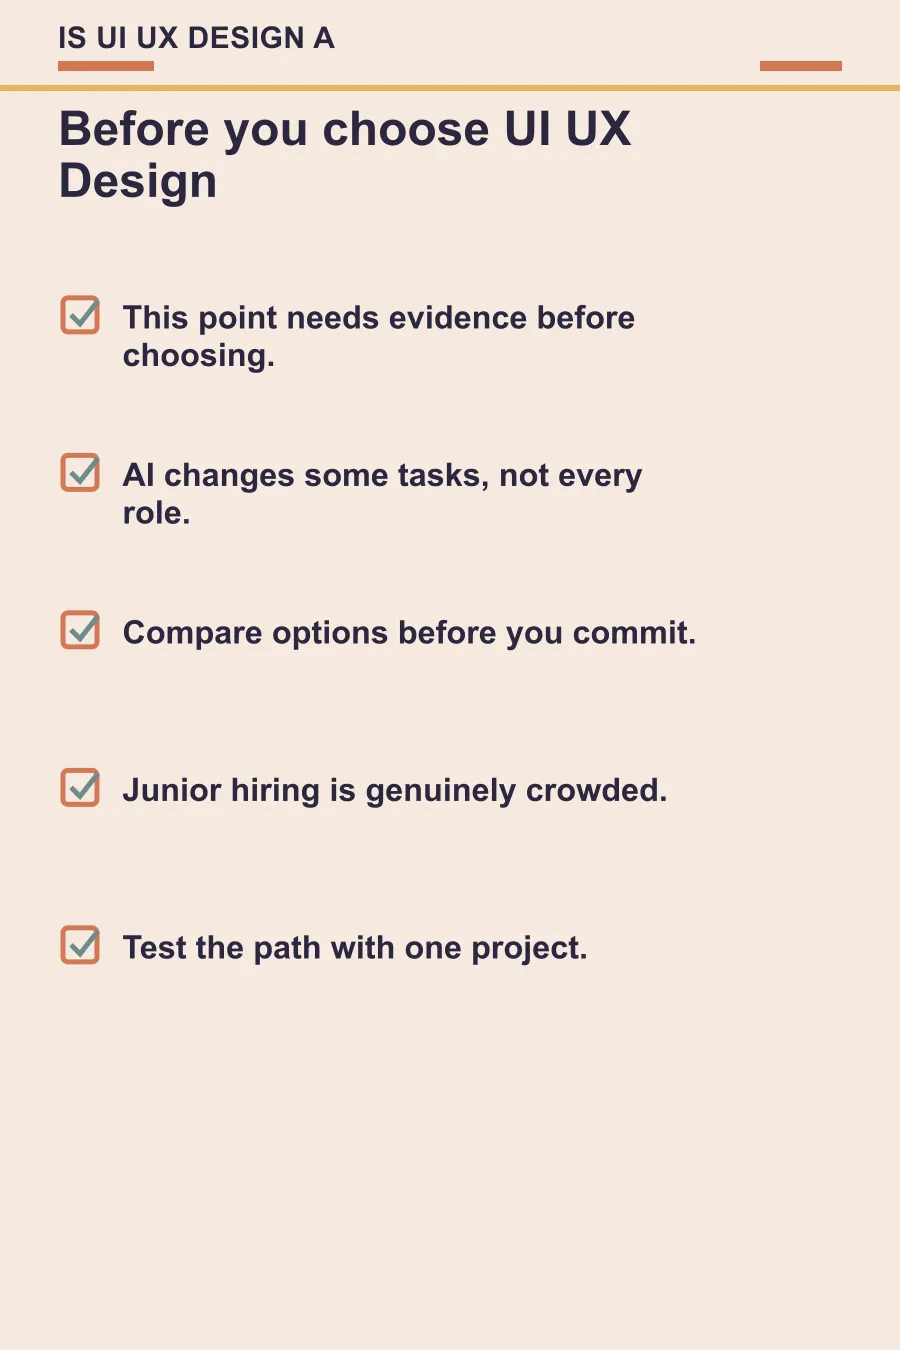 IS UI UX DESIGN A
Before you choose UI UX
Design
This point needs evidence before
choosing.
AI changes some tasks, not every
role.
Compare options before you commit.
Junior hiring is genuinely crowded.
Test the path with one project.